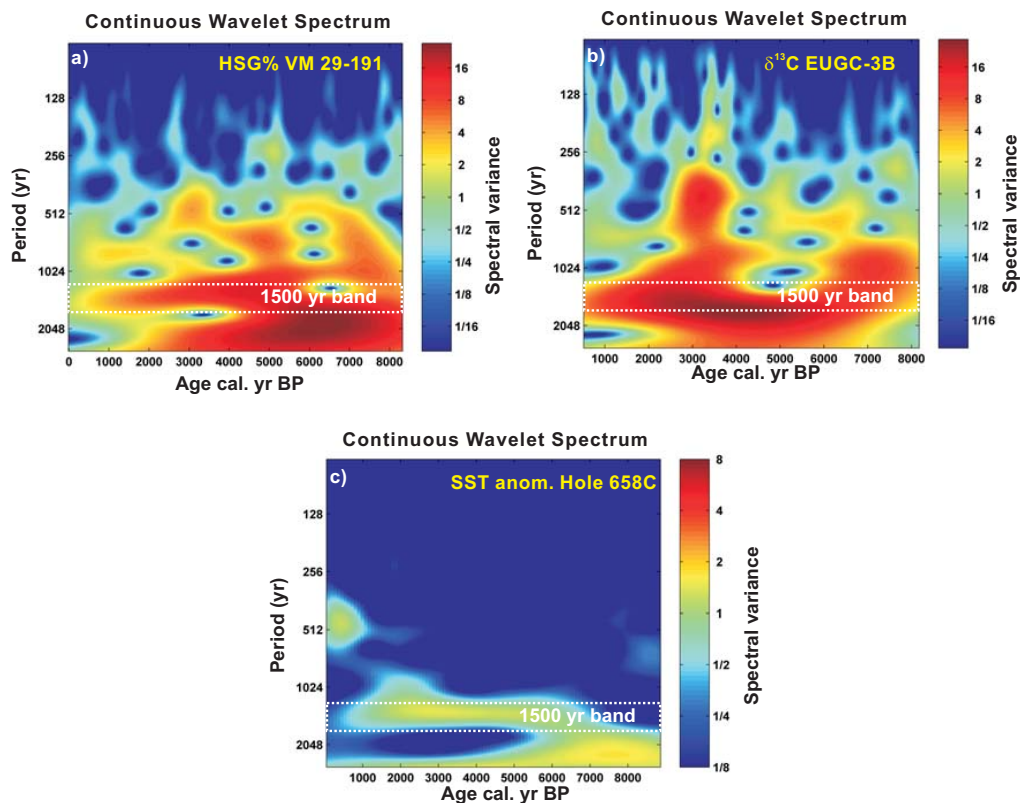 Continuous Wavelet Spectrum
a)
HSG% VM 29-191
128
256
512
1024
2048
Period (yr)
1500 yr band
0 1000 2000 3000 4000 5000 6000 7000 8000
Age cal. yr BP
16
8
4
2
1
1/2
1/4
1/8
1/16
Spectral variance
Continuous Wavelet Spectrum
b)
δ¹³C EUGC-3B
128
256
512
1024
2048
Period (yr)
1500 yr band
1000 2000 3000 4000 5000 6000 7000 8000
Age cal. yr BP
16
8
4
2
1
1/2
1/4
1/8
1/16
Spectral variance
Continuous Wavelet Spectrum
c)
SST anom. Hole 658C
128
256
512
1024
2048
Period (yr)
1500 yr band
1000 2000 3000 4000 5000 6000 7000 8000
Age cal. yr BP
8
4
2
1
1/2
1/4
1/8
Spectral variance